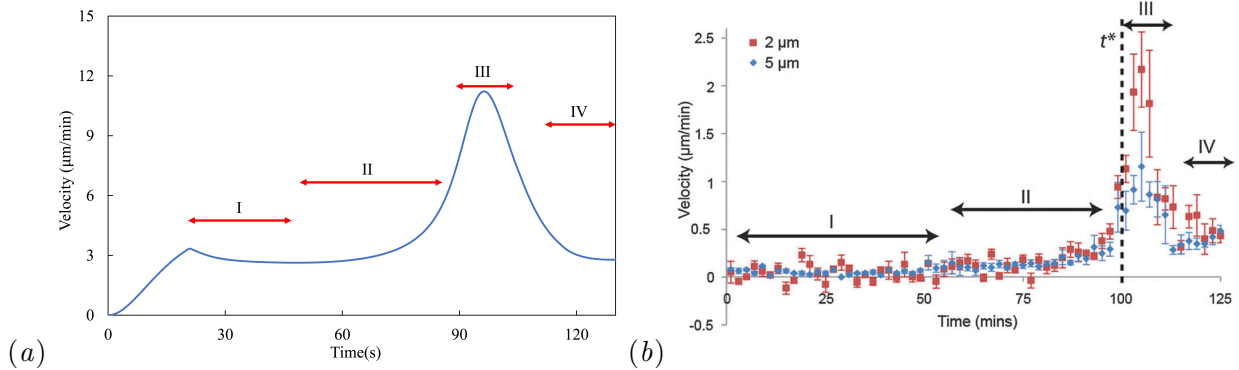 15
12
9
6
3
0
Velocity (μm/min)
0
30
60
90
120
Time(s)
I
II
III
IV
(a)
2.5
2
1.5
1
0.5
0
-0.5
Velocity (μm/min)
0
25
50
75
100
125
Time (mins)
2 μm
5 μm
t*
I
II
III
IV
(b)